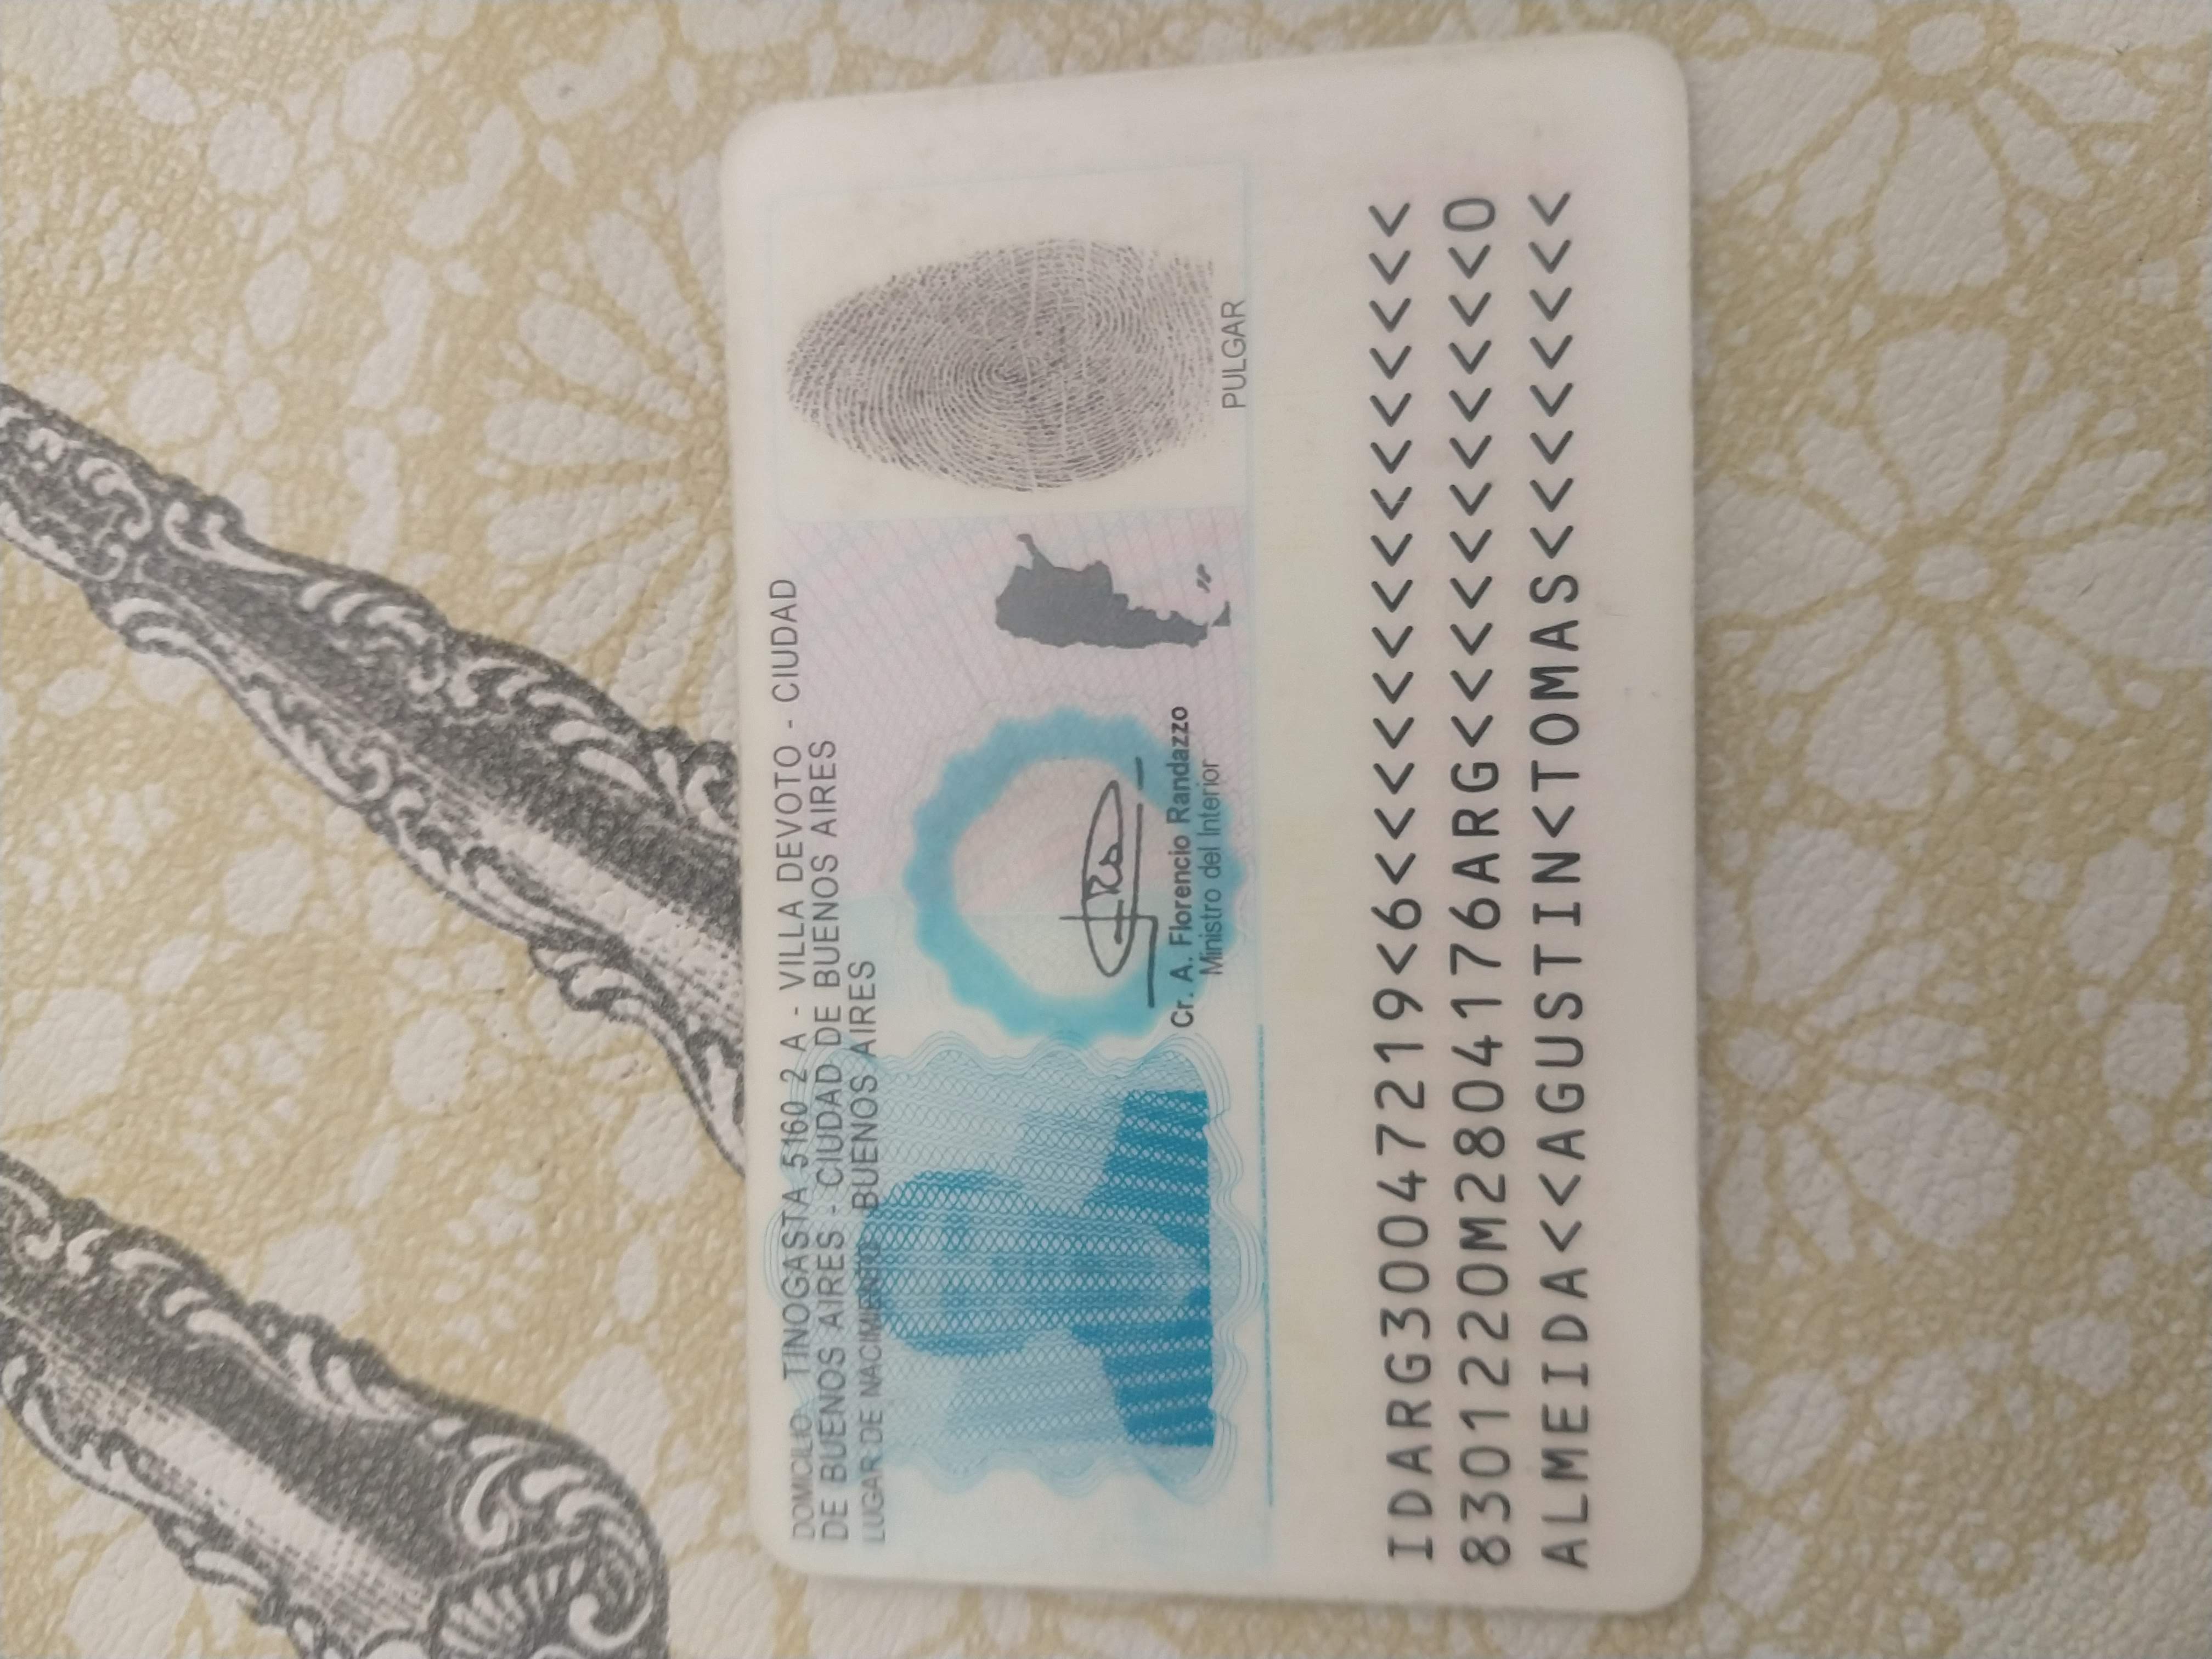 DOMICILIO: TINOGASTA 5160 2 A - VILLA DEVOTO - CIUDAD
DE BUENOS AIRES - CIUDAD DE BUENOS AIRES
LUGAR DE NACIMIENTO: BUENOS AIRES
Cr. A. Florencio Randazzo
Ministro del Interior
PULGAR
IDARG30047219<6<<<<<<<<<<<<<<<
8301220M2804176ARG<<<<<<<<<<<0
ALMEIDA<<AGUSTIN<TOMAS<<<<<<<<